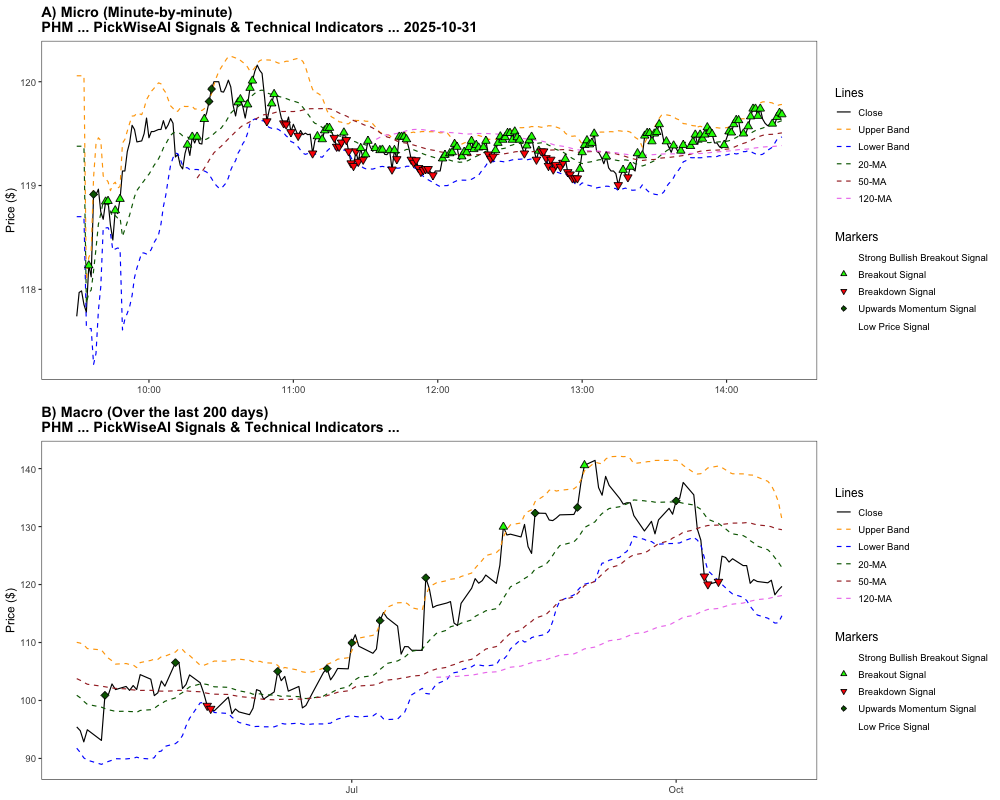 A) Micro (Minute-by-minute)
PHM ... PickWiseAI Signals & Technical Indicators ... 2025-10-31
Price ($)
120
119
118
10:00
11:00
12:00
13:00
14:00
Lines
Close
Upper Band
Lower Band
20-MA
50-MA
120-MA
Markers
Strong Bullish Breakout Signal
Breakout Signal
Breakdown Signal
Upwards Momentum Signal
Low Price Signal
B) Macro (Over the last 200 days)
PHM ... PickWiseAI Signals & Technical Indicators ...
Price ($)
140
130
120
110
100
90
Jul
Oct
Lines
Close
Upper Band
Lower Band
20-MA
50-MA
120-MA
Markers
Strong Bullish Breakout Signal
Breakout Signal
Breakdown Signal
Upwards Momentum Signal
Low Price Signal